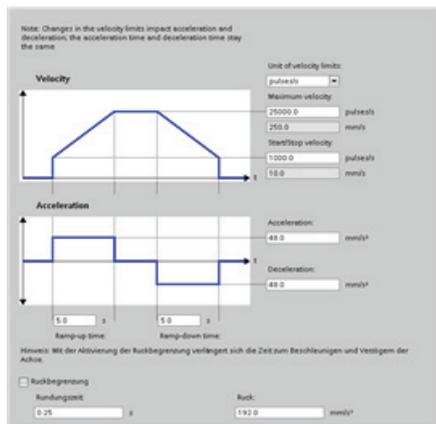 Note: Changes in the velocity limits impact acceleration and
deceleration; the acceleration time and deceleration time stay
the same
Unit of velocity limits:
Velocity
pulses/s
Maximum velocity:
25000.0 pulses/s
250.0 mm/s
Start/Stop velocity:
1000.0 pulses/s
10.0 mm/s
t
Acceleration
Acceleration:
48.0 mm/s²
t
Deceleration:
48.0 mm/s²
5.0 s 5.0 s
Ramp-up time: Ramp-down time:
Hinweis: Mit der Aktivierung der Ruckbegrenzung verlängert sich die Zeit zum Beschleunigen und Verzögern der
Achse.
Ruckbegrenzung
Rundungszeit: Ruck:
0.25 s 192.0 mm/s³